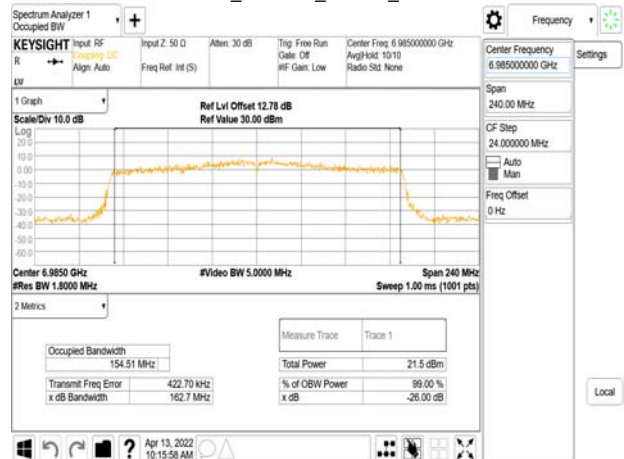 Spectrum Analyzer 1
Occupied BW
Frequency
KEYSIGHT Input: RF Input Z: 50 Ω Atten: 30 dB Trig: Free Run Center Freq: 6.985000000 GHz
R Coupling: DC Gate: Off Avg|Hold: 10/10
Align: Auto Freq Ref: Int (S) #IF Gain: Low Radio Std: None
LXI
Center Frequency
6.985000000 GHz
Settings
Span
240.00 MHz
CF Step
24.000000 MHz
Auto
Man
Freq Offset
0 Hz
Local
1 Graph
Ref Lvl Offset 12.78 dB
Scale/Div 10.0 dB Ref Value 30.00 dBm
Log
20.0
10.0
0.00
-10.0
-20.0
-30.0
-40.0
-50.0
-60.0
Center 6.9850 GHz #Video BW 5.0000 MHz Span 240 MHz
#Res BW 1.8000 MHz Sweep 1.00 ms (1001 pts)
2 Metrics
Measure Trace Trace 1
Occupied Bandwidth
154.51 MHz Total Power 21.5 dBm
Transmit Freq Error 422.70 kHz % of OBW Power 99.00 %
x dB Bandwidth 162.7 MHz x dB -26.00 dB
? Apr 13, 2022
10:15:58 AM